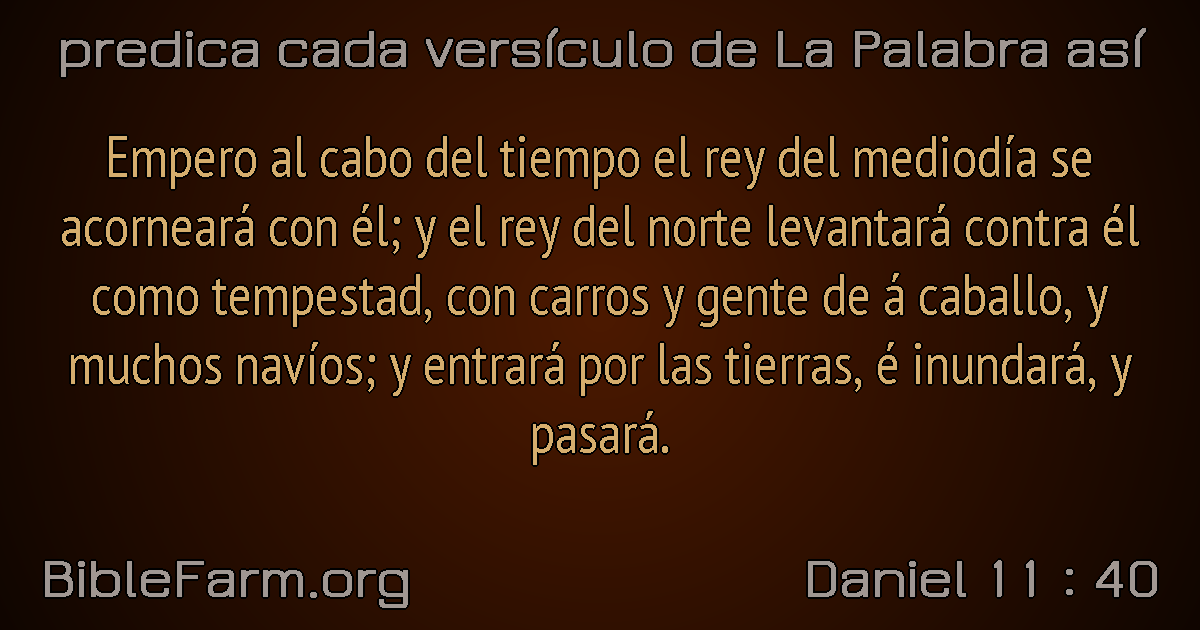 predica cada versículo de La Palabra así
Empero al cabo del tiempo el rey del mediodía se
acorneará con él; y el rey del norte levantará contra él
como tempestad, con carros y gente de á caballo, y
muchos navíos; y entrará por las tierras, é inundará, y
pasará.
BibleFarm.org
Daniel 11 : 40